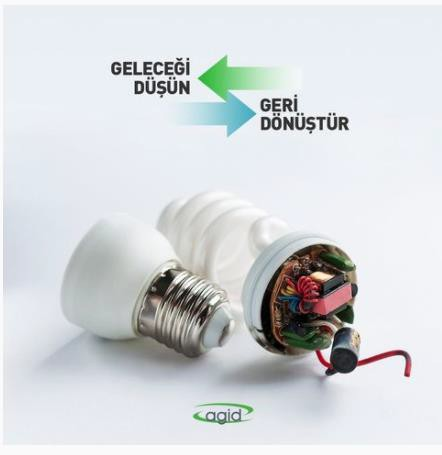 GELECEĞİ
DÜŞÜN
GERİ
DÖNÜŞTÜR
agid